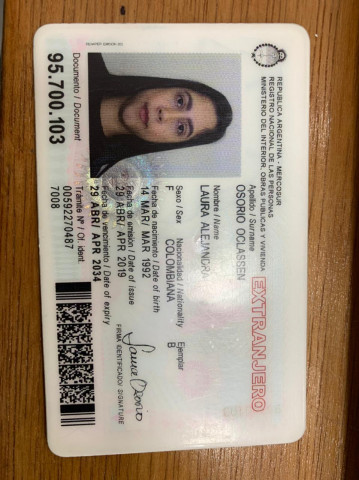 REPUBLICA ARGENTINA - MERCOSUR
REGISTRO NACIONAL DE LAS PERSONAS
MINISTERIO DEL INTERIOR, OBRAS PUBLICAS Y VIVIENDA
EXTRANJERO
Apellido / Surname
OSORIO OCLASSEN
Nombre / Name
LAURA ALEJANDRA
Sexo / Sex
F
Nacionalidad / Nationality
COLOMBIANA
Ejemplar
B
Fecha de nacimiento / Date of birth
14 MAR/ MAR 1992
Fecha de emisión / Date of issue
29 ABR/ APR 2019
Fecha de vencimiento / Date of expiry
29 ABR/ APR 2034
Trámite Nº / Of. ident.
00592270487
7008
FIRMA IDENTIFICADO/ SIGNATURE
Documento / Document
95.700.103